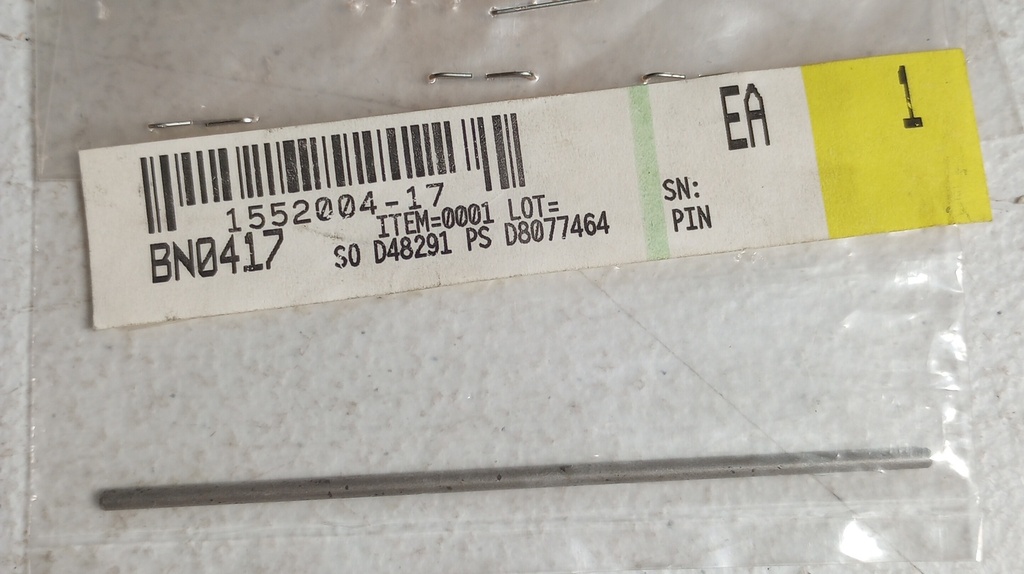 EA 1
1552004-17
ITEM=0001 LOT=
SN:
BN0417 SO D48291 PS D8077464
PIN